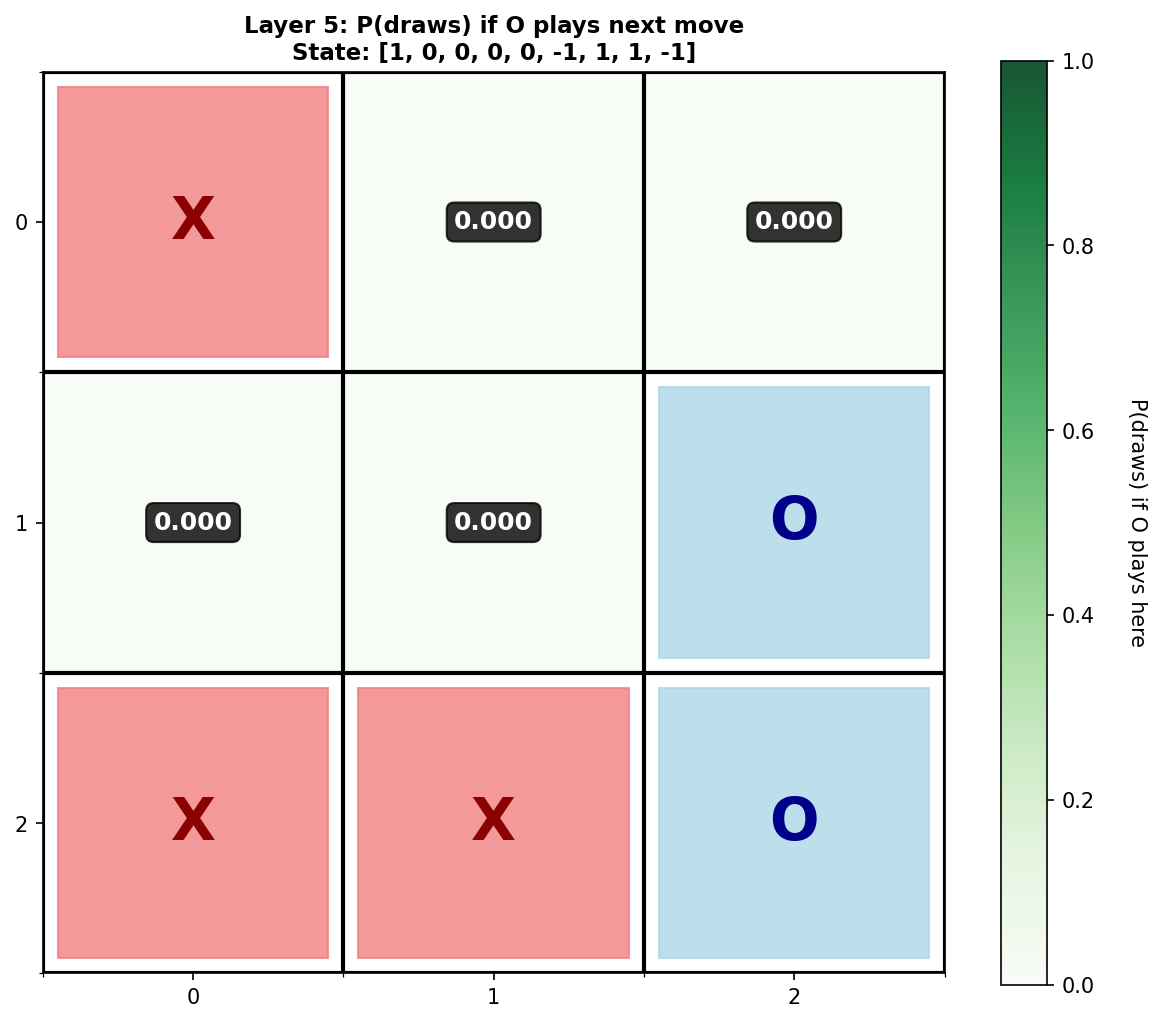 Layer 5: P(draws) if O plays next move
State: [1, 0, 0, 0, 0, -1, 1, 1, -1]
0
X
0.000
0.000
1
0.000
0.000
O
2
X
X
O
0
1
2
1.0
0.8
0.6
0.4
0.2
0.0
P(draws) if O plays here